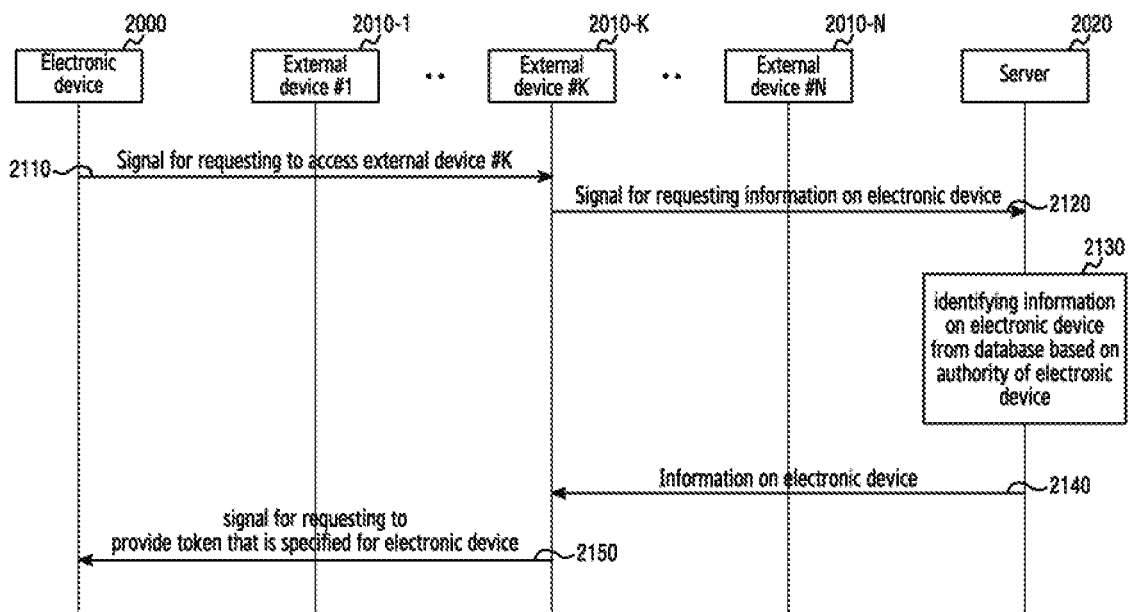 2000
2010-1
2010-K
2010-N
2020
Electronic
device
External
device #1
..
External
device #K
..
External
device #N
Server
2110
Signal for requesting to access external device #K
Signal for requesting information on electronic device
2120
2130
identifying information
on electronic device
from database based on
authority of electronic
device
Information on electronic device
2140
signal for requesting to
provide token that is specified for electronic device
2150